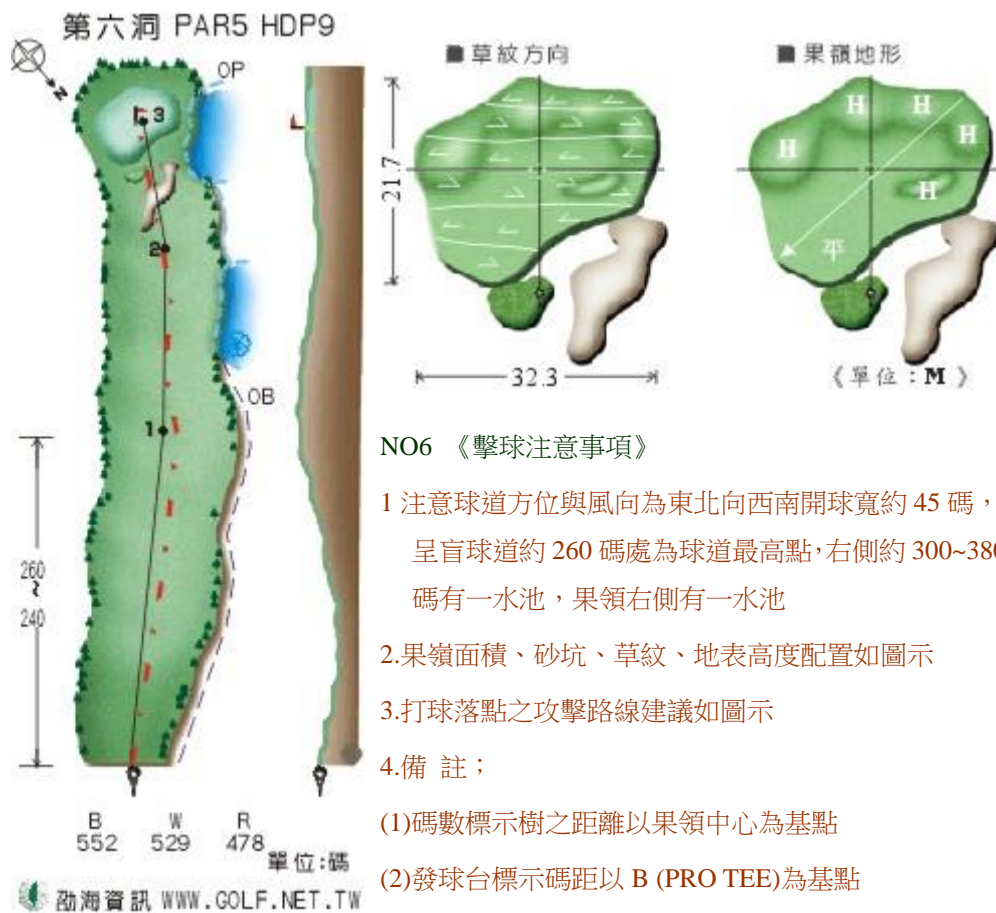 第六洞 PAR5 HDP9
N
OP
3
2
1
OB
260
~
240
B W R
552 529 478
單位:碼
勁海資訊 WWW.GOLF.NET.TW
■草紋方向
21.7
32.3
■果嶺地形
H H
H
H
H
平
《單位：M》
NO6 《擊球注意事項》
1 注意球道方位與風向為東北向西南開球寬約 45 碼，
呈盲球道約 260 碼處為球道最高點，右側約 300~380
碼有一水池，果領右側有一水池
2.果嶺面積、砂坑、草紋、地表高度配置如圖示
3.打球落點之攻擊路線建議如圖示
4.備 註；
(1)碼數標示樹之距離以果領中心為基點
(2)發球台標示碼距以 B (PRO TEE)為基點